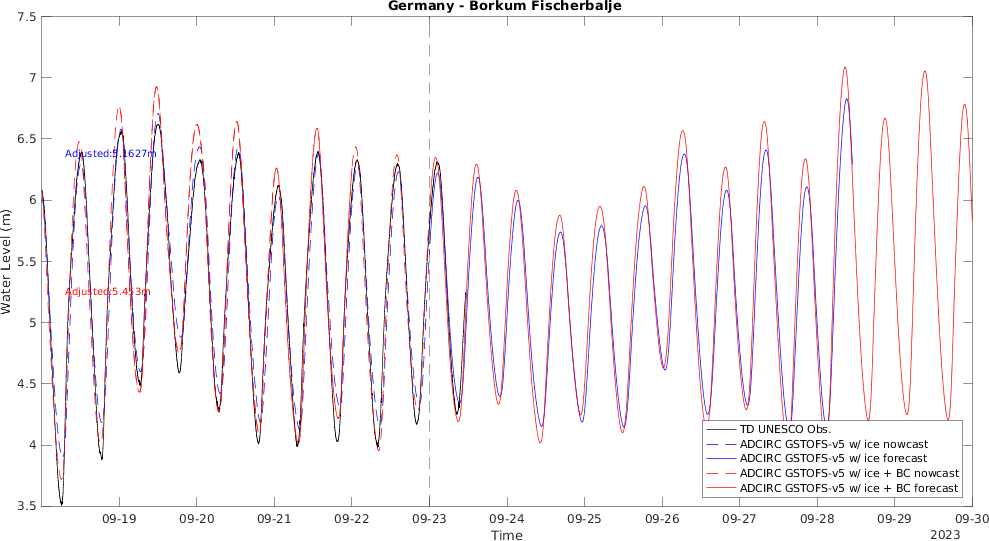 Germany - Borkum Fischerbalje
7.5
7
6.5
6
5.5
5
4.5
4
3.5
Water Level (m)
Adjusted:5.1627m
Adjusted:5.453m
TD UNESCO Obs.
ADCIRC GSTOFS-v5 w/ ice nowcast
ADCIRC GSTOFS-v5 w/ ice forecast
ADCIRC GSTOFS-v5 w/ ice + BC nowcast
ADCIRC GSTOFS-v5 w/ ice + BC forecast
09-19 09-20 09-21 09-22 09-23 09-24 09-25 09-26 09-27 09-28 09-29 09-30
Time
2023